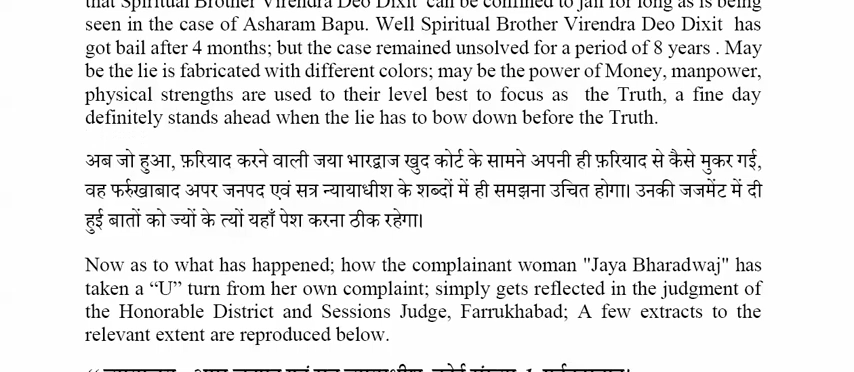 that Spiritual Brother Virendra Deo Dixit can be confined to jail for long as is being
seen in the case of Asharam Bapu. Well Spiritual Brother Virendra Deo Dixit has
got bail after 4 months; but the case remained unsolved for a period of 8 years . May
be the lie is fabricated with different colors; may be the power of Money, manpower,
physical strengths are used to their level best to focus as the Truth, a fine day
definitely stands ahead when the lie has to bow down before the Truth.
अब जो हुआ, फ़रियाद करने वाली जया भारद्वाज खुद कोर्ट के सामने अपनी ही फ़रियाद से कैसे मुकर गई,
वह फर्रुखाबाद अपर जनपद एवं सत्र न्यायाधीश के शब्दों में ही समझना उचित होगा। उनकी जजमेंट में दी
हुई बातों को ज्यों के त्यों यहाँ पेश करना ठीक रहेगा।
Now as to what has happened; how the complainant woman "Jaya Bharadwaj" has
taken a “U” turn from her own complaint; simply gets reflected in the judgment of
the Honorable District and Sessions Judge, Farrukhabad; A few extracts to the
relevant extent are reproduced below.